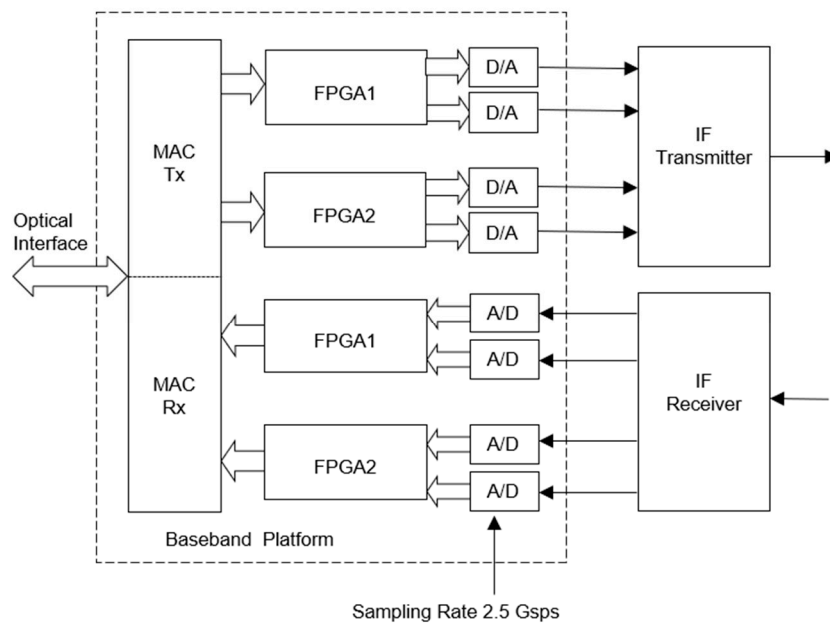 MAC
Tx
FPGA1
D/A
D/A
FPGA2
D/A
D/A
IF
Transmitter
Optical
Interface
MAC
Rx
FPGA1
A/D
A/D
FPGA2
A/D
A/D
IF
Receiver
Baseband Platform
Sampling Rate 2.5 Gsps